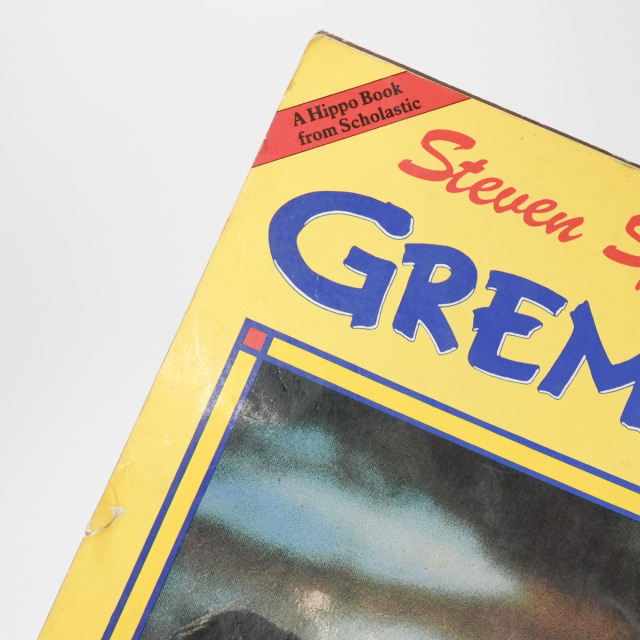 A Hippo Book
from Scholastic
Steven S
GREM